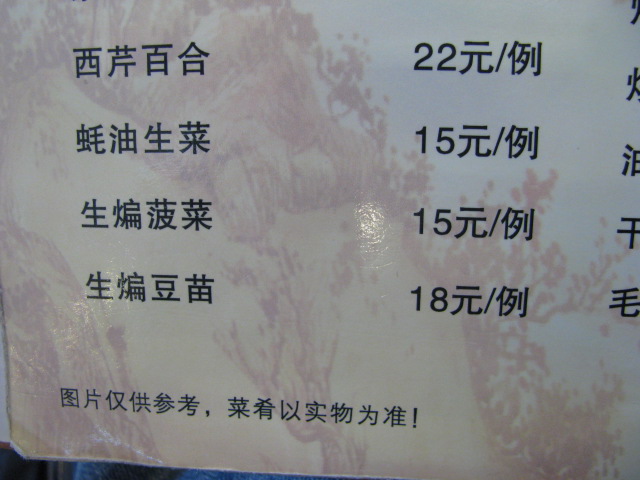 西芹百合 22元/例
蚝油生菜 15元/例
生煸菠菜 15元/例
生煸豆苗 18元/例
图片仅供参考，菜肴以实物为准！
干
毛